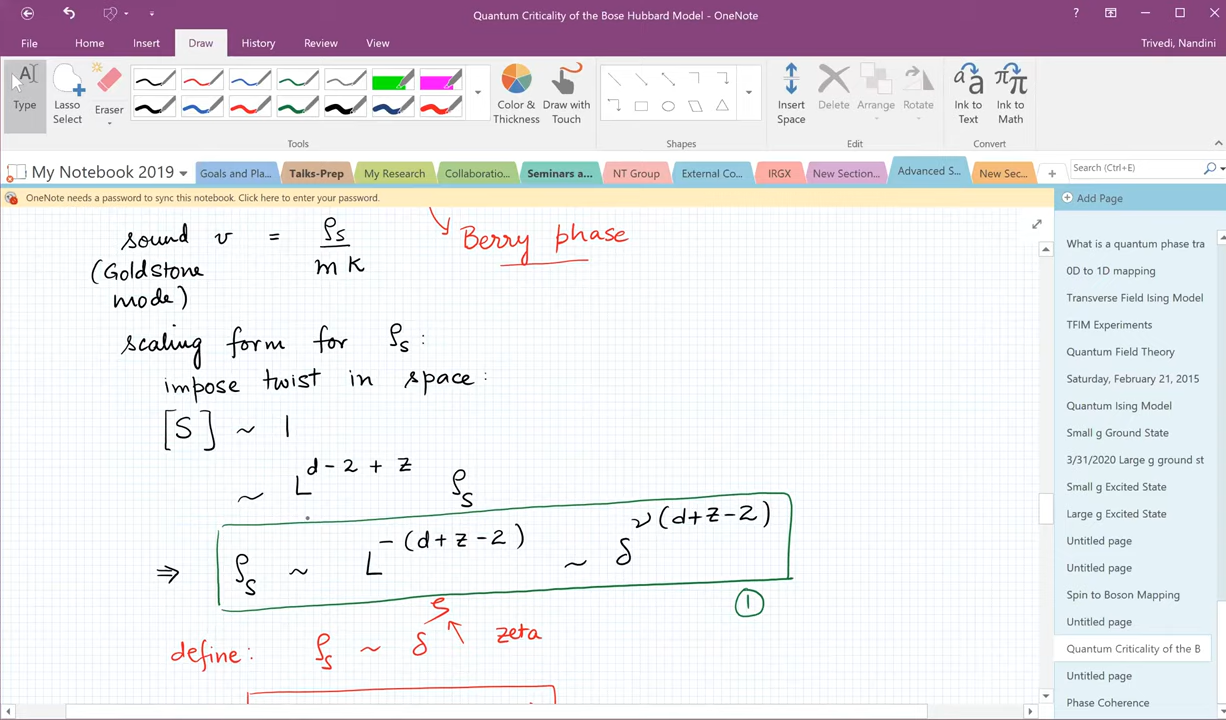 Quantum Criticality of the Bose Hubbard Model - OneNote
Trivedi, Nandini
File Home Insert Draw History Review View
Type
Lasso Select
Eraser
Color & Thickness
Draw with Touch
Insert Space
Delete
Arrange
Rotate
Ink to Text
Ink to Math
Tools
Shapes
Edit
Convert
My Notebook 2019
Goals and Pla...
Talks-Prep
My Research
Collaboratio...
Seminars a...
NT Group
External Co...
IRGX
New Section...
Advanced S...
New Sec...
Search (Ctrl+E)
OneNote needs a password to sync this notebook. Click here to enter your password.
Add Page
What is a quantum phase tra
0D to 1D mapping
Transverse Field Ising Model
TFIM Experiments
Quantum Field Theory
Saturday, February 21, 2015
Quantum Ising Model
Small g Ground State
3/31/2020 Large g ground st
Small g Excited State
Large g Excited State
Untitled page
Untitled page
Spin to Boson Mapping
Untitled page
Quantum Criticality of the B
Untitled page
Phase Coherence
sound v = ρs / m κ
(Goldstone
mode)
Berry phase
scaling form for ρs :
impose twist in space :
[S] ~ 1
~ L^(d-2+z) ρs
⇒ ρs ~ L^-(d+z-2) ~ δ^ν(d+z-2)
①
define : ρs ~ δ^ζ ↖ zeta